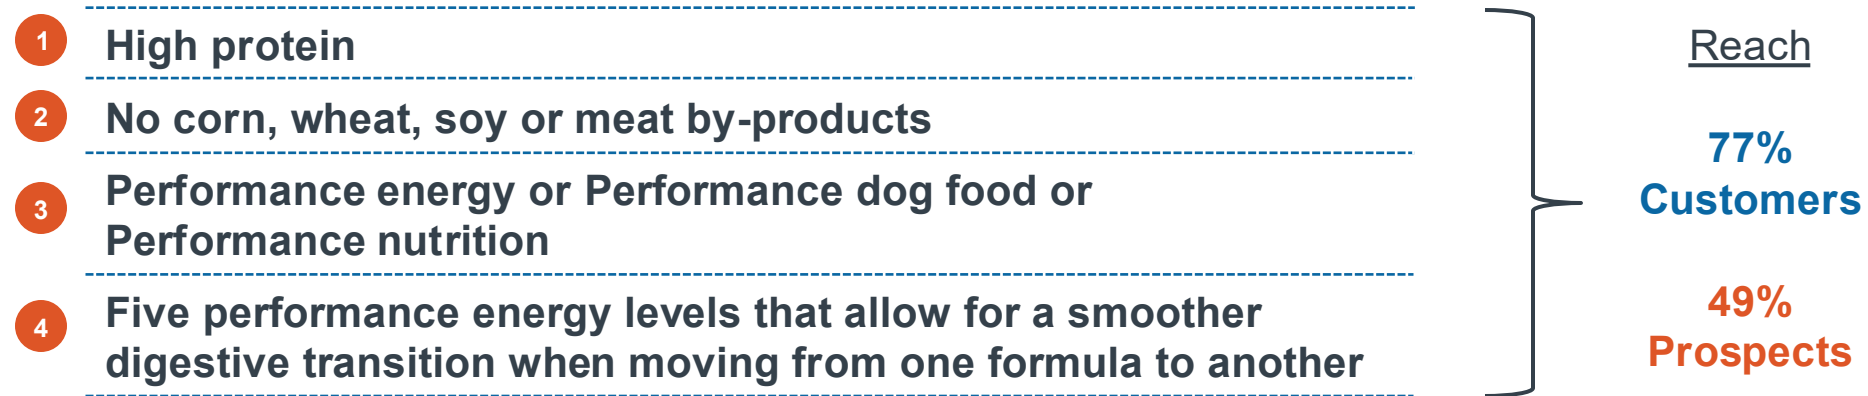 1
High protein
2
No corn, wheat, soy or meat by-products
3
Performance energy or Performance dog food or
Performance nutrition
4
Five performance energy levels that allow for a smoother
digestive transition when moving from one formula to another
Reach
77%
Customers
49%
Prospects